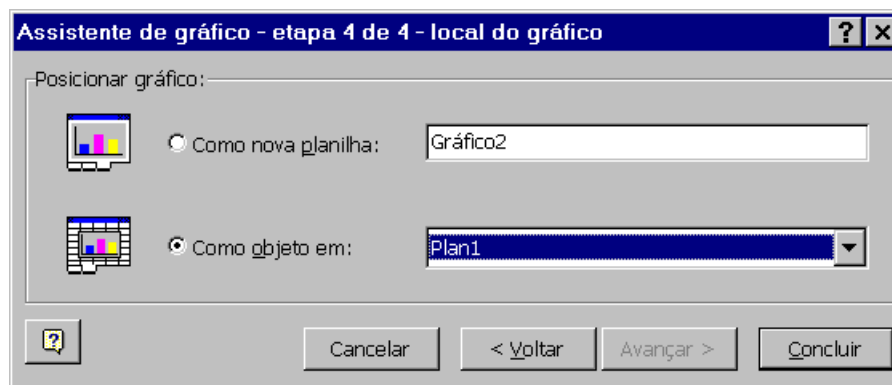 Assistente de gráfico - etapa 4 de 4 - local do gráfico
Posicionar gráfico:
Como nova planilha: Gráfico2
Como objeto em: Plan1
Cancelar < Voltar Avançar > Concluir